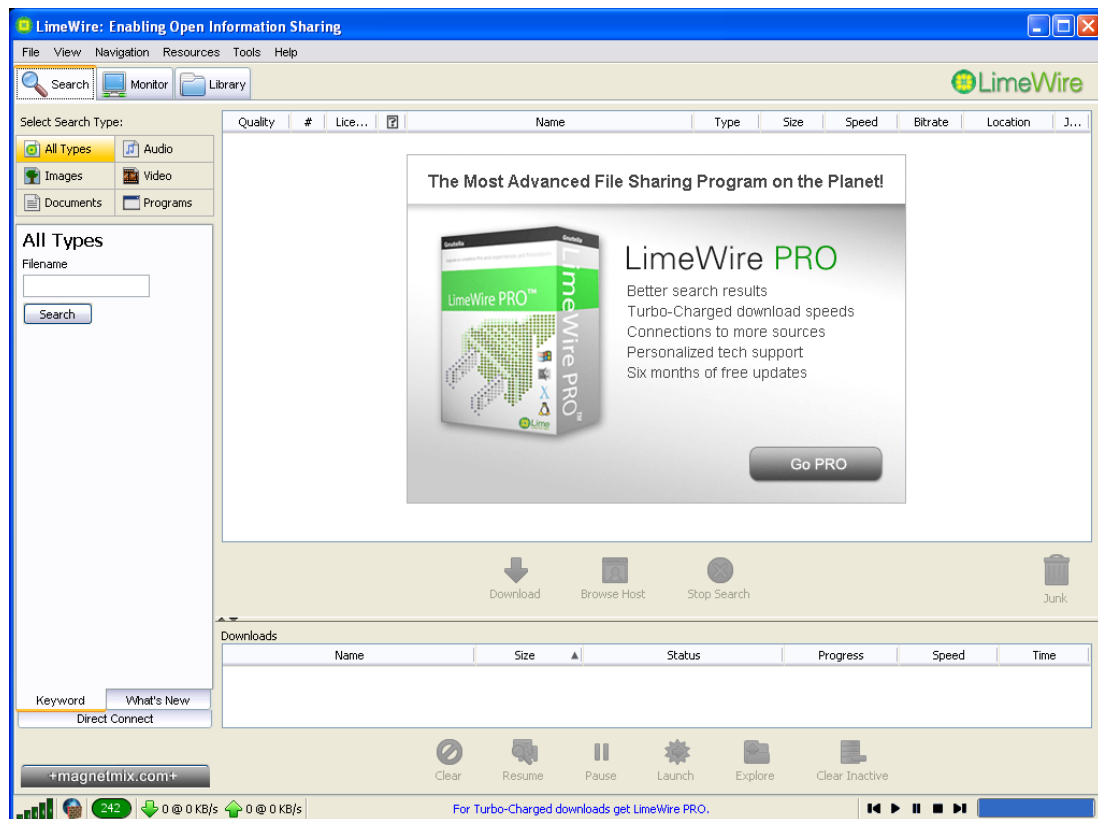 LimeWire: Enabling Open Information Sharing
File View Navigation Resources Tools Help
Search Monitor Library
LimeWire
Select Search Type:
All Types Audio
Images Video
Documents Programs
All Types
Filename
Search
Keyword What's New
Direct Connect
+magnetmix.com+
Quality # Lice... ? Name Type Size Speed Bitrate Location J...
The Most Advanced File Sharing Program on the Planet!
Gnutella
Gnutella
LimeWire PRO™
LimeWire PRO™
Lime
LimeWire PRO
Better search results
Turbo-Charged download speeds
Connections to more sources
Personalized tech support
Six months of free updates
Go PRO
Download Browse Host Stop Search Junk
Downloads
Name Size Status Progress Speed Time
Clear Resume Pause Launch Explore Clear Inactive
242 0 @ 0 KB/s 0 @ 0 KB/s For Turbo-Charged downloads get LimeWire PRO.